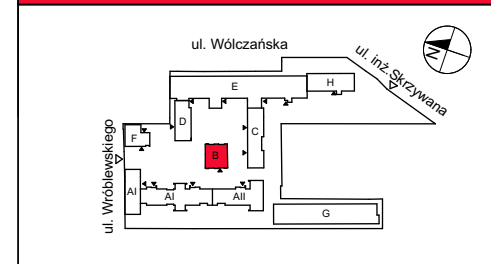 ul. Wólczańska
ul. inż.Skrzywana
N
E
H
D
F
C
B
ul. Wróblewskiego
AI
AI
AII
G